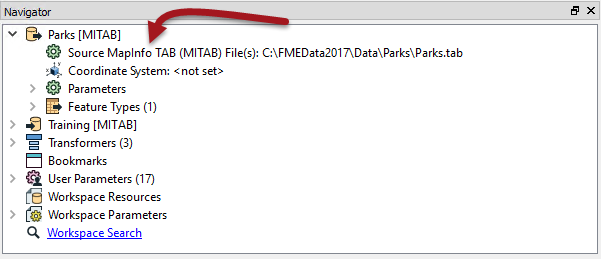 Navigator
Parks [MITAB]
Source MapInfo TAB (MITAB) File(s): C:\FMEData2017\Data\Parks\Parks.tab
Coordinate System: <not set>
Parameters
Feature Types (1)
Training [MITAB]
Transformers (3)
Bookmarks
User Parameters (17)
Workspace Resources
Workspace Parameters
Workspace Search